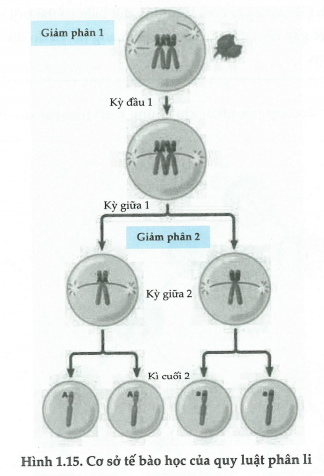 Giảm phân 1
Kỳ đầu 1
Kỳ giữa 1
Giảm phân 2
Kỳ giữa 2
Kì cuối 2
A
A
a
a
Hình 1.15. Cơ sở tế bào học của quy luật phân li